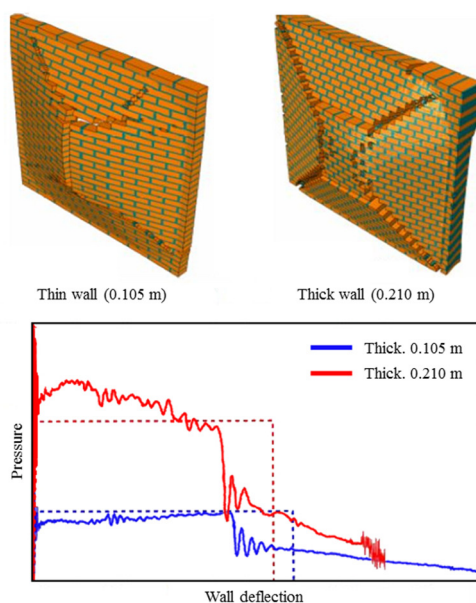 Thin wall (0.105 m)
Thick wall (0.210 m)
Thick. 0.105 m
Thick. 0.210 m
Pressure
Wall deflection